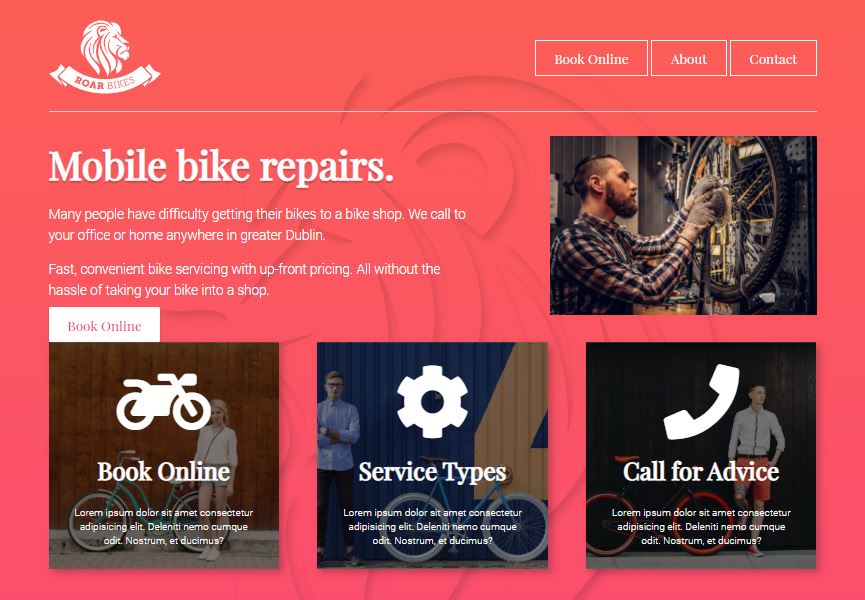 ROAR BIKES
Book Online
About
Contact
Mobile bike repairs.
Many people have difficulty getting their bikes to a bike shop. We call to
your office or home anywhere in greater Dublin.
Fast, convenient bike servicing with up-front pricing. All without the
hassle of taking your bike into a shop.
Book Online
Book Online
Lorem ipsum dolor sit amet consectetur
adipisicing elit. Deleniti nemo cumque
odit. Nostrum, et ducimus?
Service Types
Lorem ipsum dolor sit amet consectetur
adipisicing elit. Deleniti nemo cumque
odit. Nostrum, et ducimus?
Call for Advice
Lorem ipsum dolor sit amet consectetur
adipisicing elit. Deleniti nemo cumque
odit. Nostrum, et ducimus?